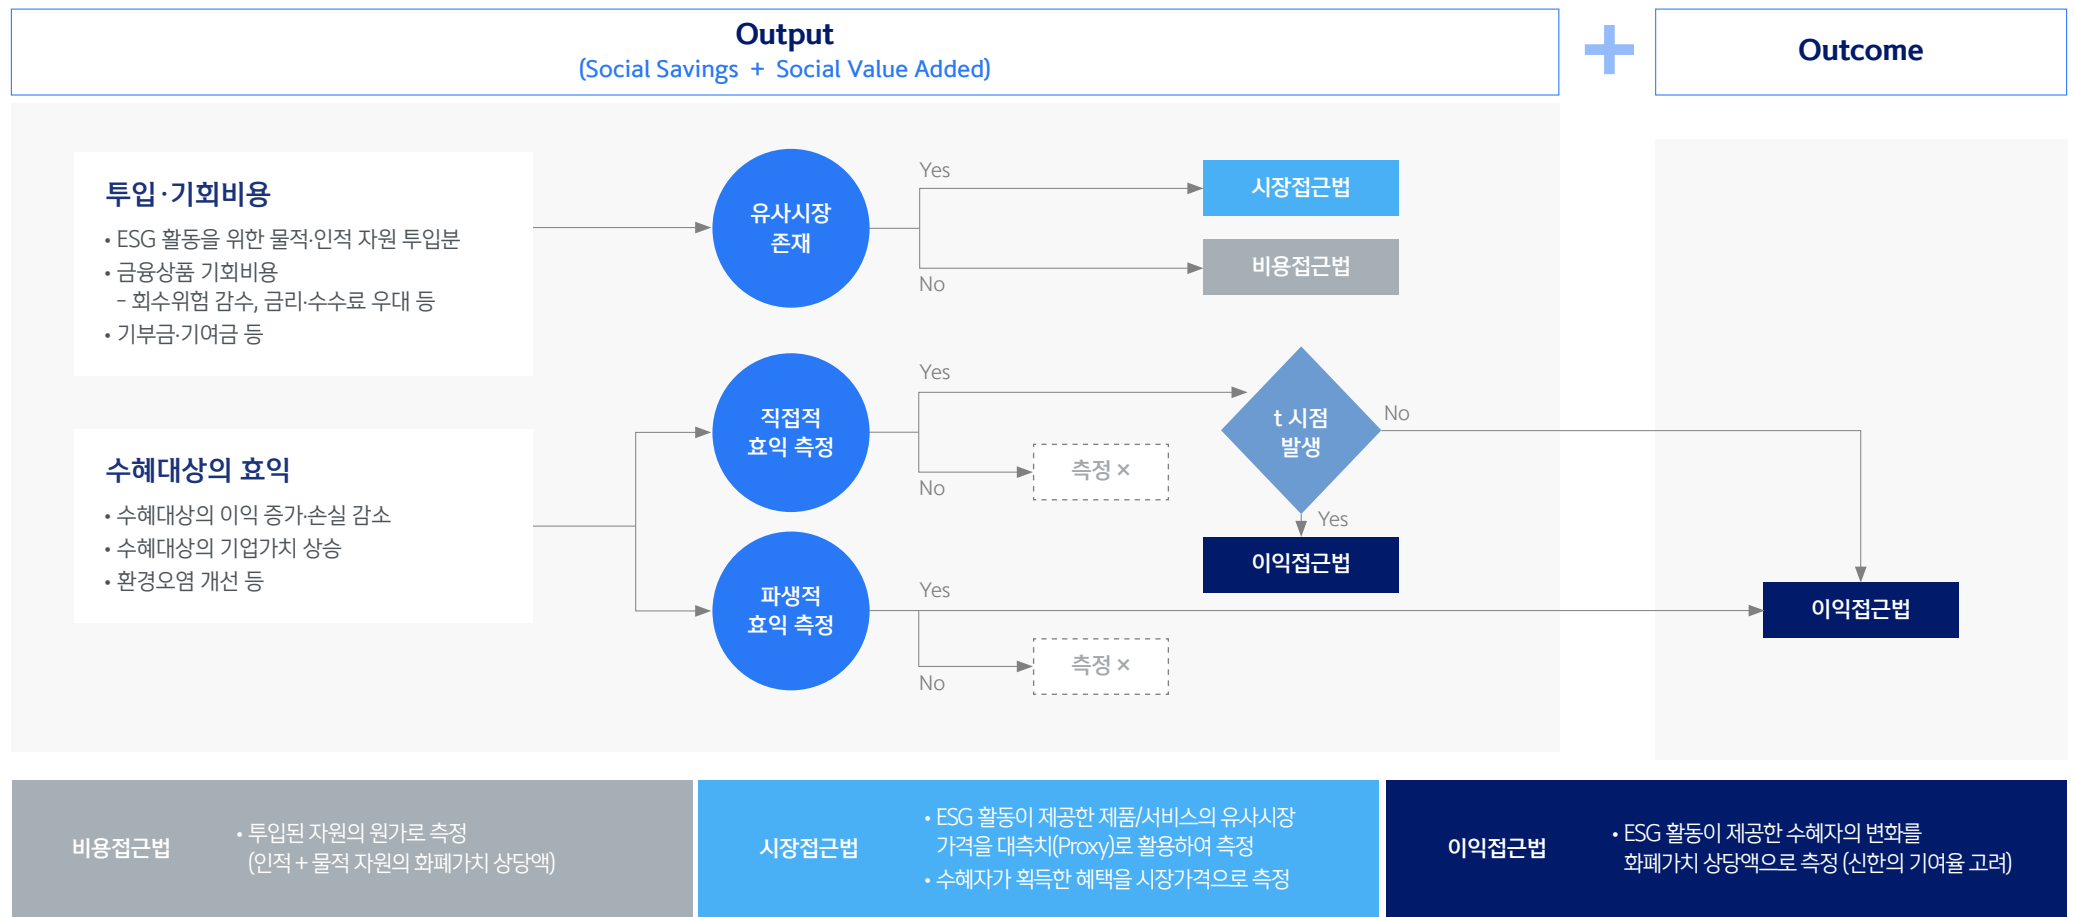 Output
(Social Savings + Social Value Added)
+
Outcome
투입·기회비용
• ESG 활동을 위한 물적·인적 자원 투입분
• 금융상품 기회비용
- 회수위험 감수, 금리·수수료 우대 등
• 기부금·기여금 등
유사시장
존재
Yes
시장접근법
No
비용접근법
수혜대상의 효익
• 수혜대상의 이익 증가·손실 감소
• 수혜대상의 기업가치 상승
• 환경오염 개선 등
직접적
효익 측정
Yes
No
측정 ×
t 시점
발생
No
Yes
이익접근법
파생적
효익 측정
Yes
No
측정 ×
이익접근법
비용접근법
• 투입된 자원의 원가로 측정
(인적 + 물적 자원의 화폐가치 상당액)
시장접근법
• ESG 활동이 제공한 제품/서비스의 유사시장
가격을 대측치(Proxy)로 활용하여 측정
• 수혜자가 획득한 혜택을 시장가격으로 측정
이익접근법
• ESG 활동이 제공한 수혜자의 변화를
화폐가치 상당액으로 측정 (신한의 기여율 고려)